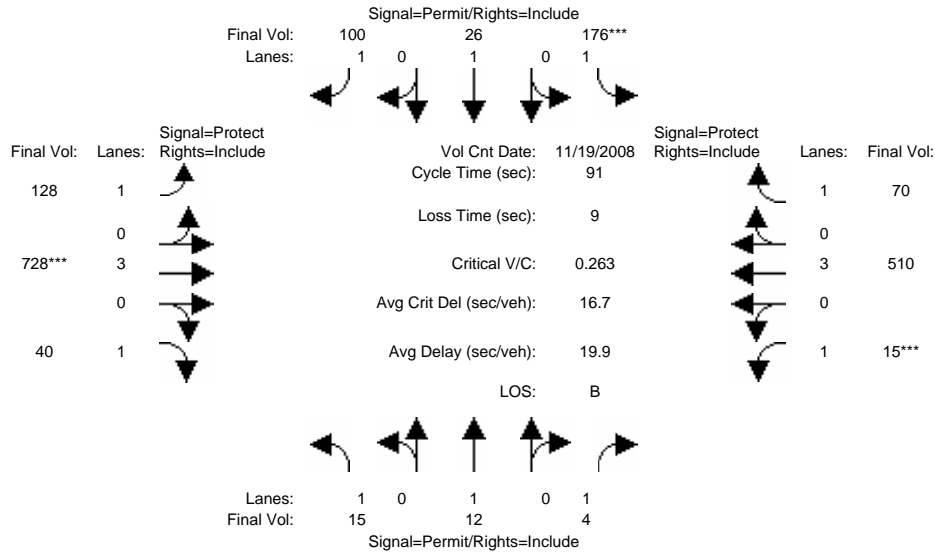 Signal=Permit/Rights=Include
Final Vol: 100 26 176***
Lanes: 1 0 1 0 1
Signal=Protect Signal=Protect
Final Vol: Lanes: Rights=Include Vol Cnt Date: 11/19/2008 Rights=Include Lanes: Final Vol:
Cycle Time (sec): 91
128 1 1 70
Loss Time (sec): 9
0 0
728*** 3 Critical V/C: 0.263 3 510
0 Avg Crit Del (sec/veh): 16.7 0
40 1 Avg Delay (sec/veh): 19.9 1 15***
LOS: B
Lanes: 1 0 1 0 1
Final Vol: 15 12 4
Signal=Permit/Rights=Include